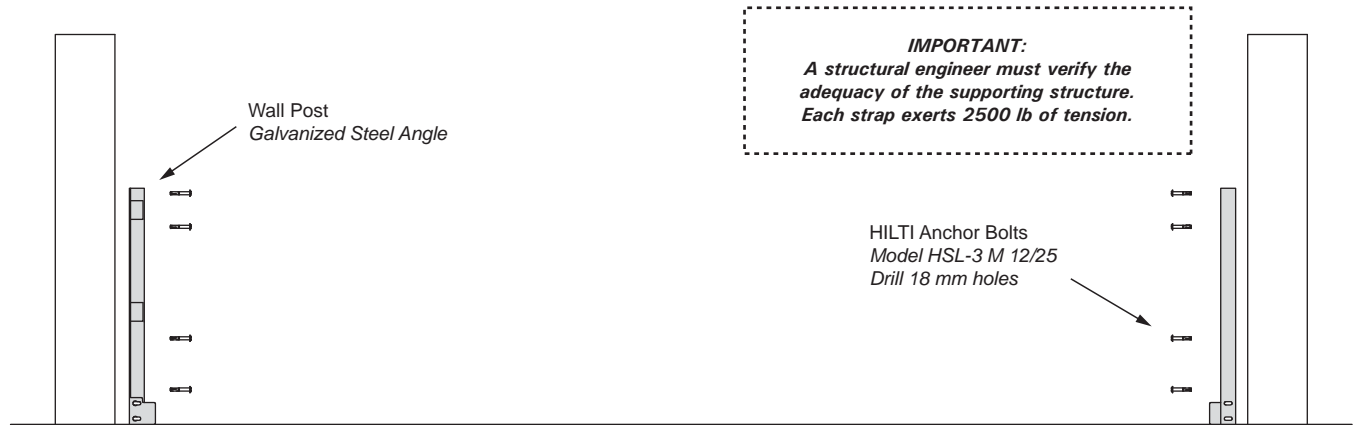 IMPORTANT:
A structural engineer must verify the
adequacy of the supporting structure.
Each strap exerts 2500 lb of tension.
Wall Post
Galvanized Steel Angle
HILTI Anchor Bolts
Model HSL-3 M 12/25
Drill 18 mm holes